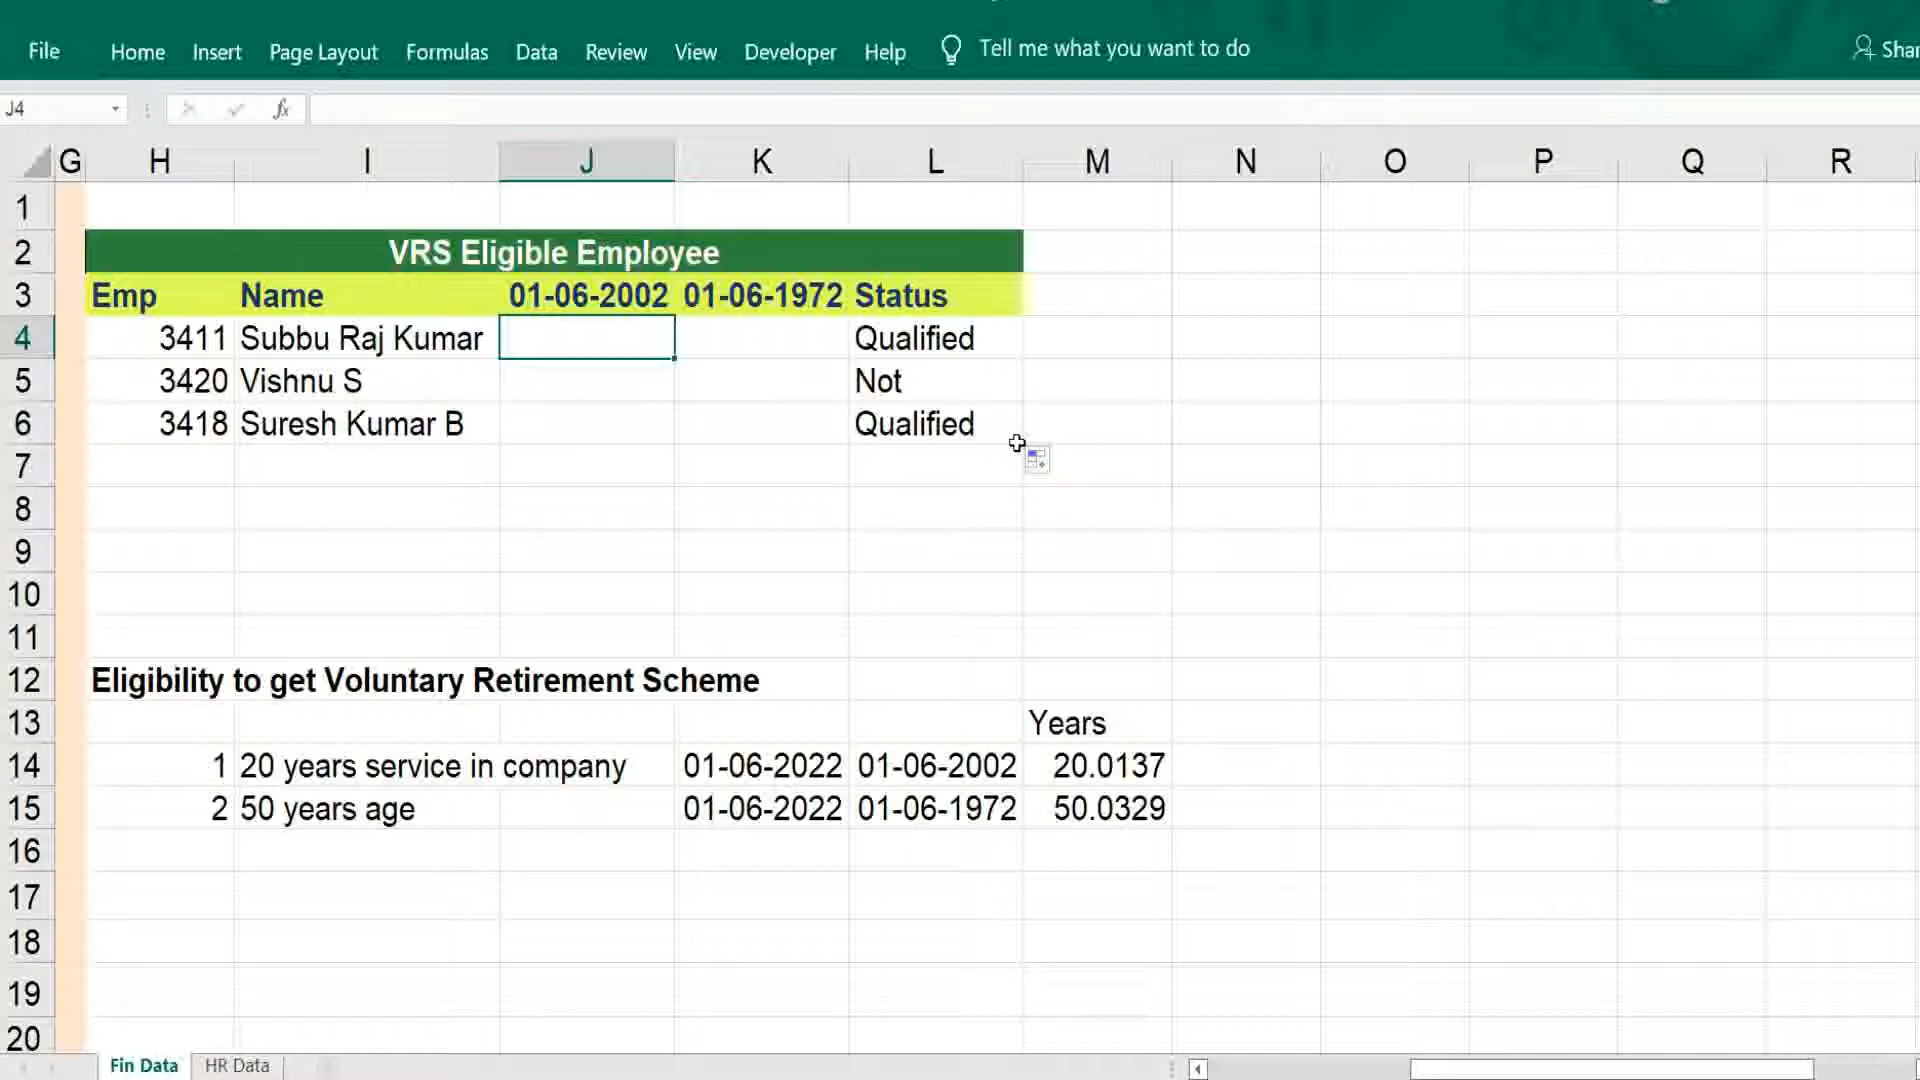 File Home Insert Page Layout Formulas Data Review View Developer Help Tell me what you want to do
J4 fx
G H I J K L M N O P Q R
1
2 VRS Eligible Employee
3 Emp Name 01-06-2002 01-06-1972 Status
4 3411 Subbu Raj Kumar Qualified
5 3420 Vishnu S Not
6 3418 Suresh Kumar B Qualified
7
8
9
10
11
12 Eligibility to get Voluntary Retirement Scheme
13 Years
14 1 20 years service in company 01-06-2022 01-06-2002 20.0137
15 2 50 years age 01-06-2022 01-06-1972 50.0329
16
17
18
19
20
Fin Data HR Data